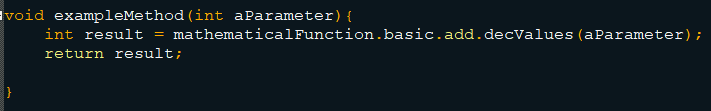 void exampleMethod(int aParameter){
int result = mathematicalFunction.basic.add.decValues(aParameter);
return result;
}